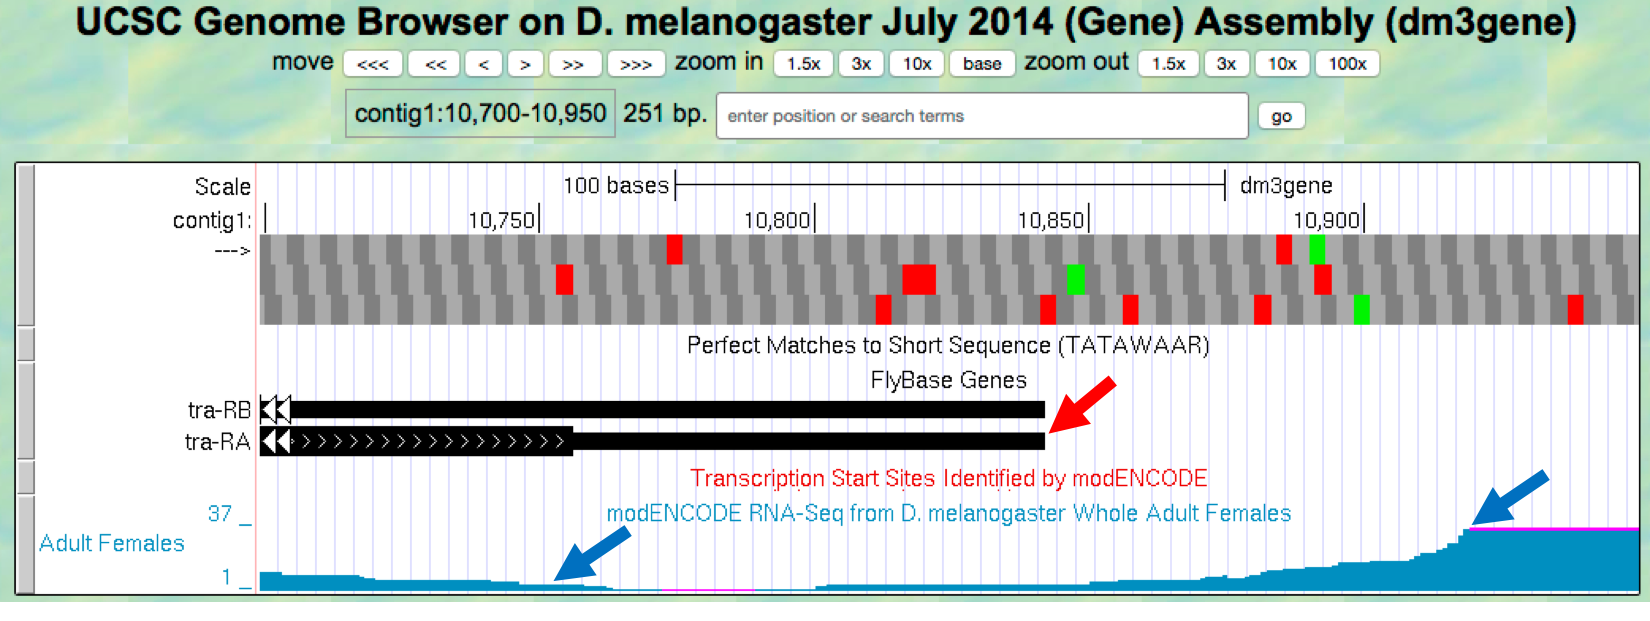 UCSC Genome Browser on D. melanogaster July 2014 (Gene) Assembly (dm3gene)
move <<< << < > >> >>> zoom in 1.5x 3x 10x base zoom out 1.5x 3x 10x 100x
contig1:10,700-10,950 251 bp. enter position or search terms go
Scale 100 bases dm3gene
contig1: 10,750 10,800 10,850 10,900
--->
Perfect Matches to Short Sequence (TATAWAAR)
FlyBase Genes
tra-RB
tra-RA
Transcription Start Sites Identified by modENCODE
37 _ modENCODE RNA-Seq from D. melanogaster Whole Adult Females
Adult Females
1 _